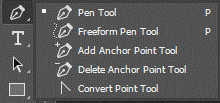 Pen Tool P
Freeform Pen Tool P
Add Anchor Point Tool
Delete Anchor Point Tool
Convert Point Tool
T